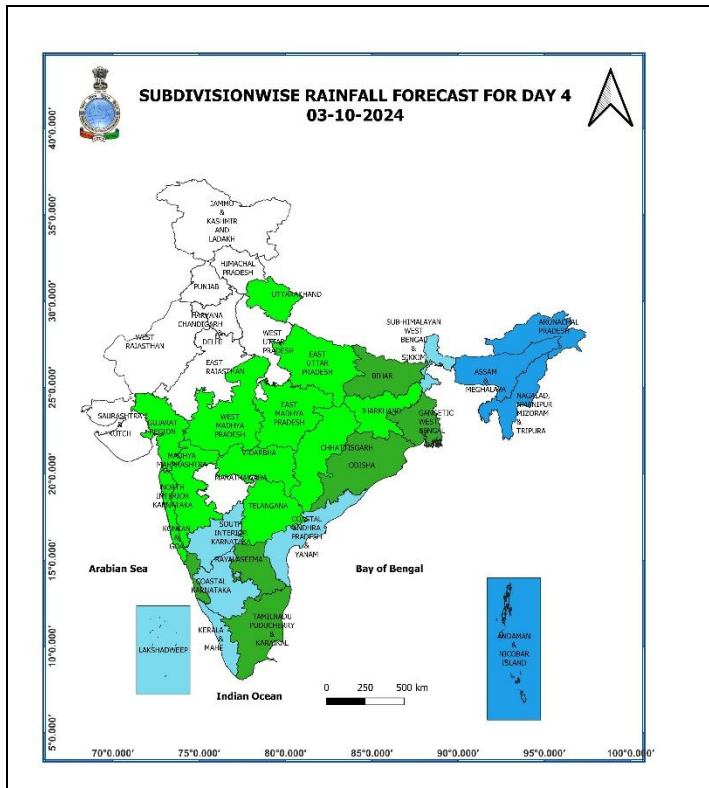 SUBDIVISIONWISE RAINFALL FORECAST FOR DAY 4
03-10-2024
40°0.000'
35°0.000'
30°0.000'
25°0.000'
20°0.000'
15°0.000'
10°0.000'
5°0.000'
JAMMO
&
KASHMIR
AND
LADAKH
HIMACHAL
PRADESH
PUNJAB
UTTARAKHAND
HARYANA
CHANDIGARH
&
DELHI
WEST
RAJASTHAN
WEST
UTTAR
PRADESH
EAST
RAJASTHAN
EAST
UTTAR
PRADESH
SUB-HIMALAYAN
WEST
BENGAL
&
SIKKIM
ARUNACHAL
PRADESH
ASSAM
&
MEGHALAYA
NAGALAD,
MANIPUR
MIZORAM
&
TRIPURA
BIHAR
SAURASHTRA
&
KUTCH
GUJARAT
REGION
WEST
MADHYA
PRADESH
EAST
MADHYA
PRADESH
JHARKHAND
GANGETIC
WEST
BENGAL
MADHYA
MAHARASHTRA
VIDARBHA
CHHATTISGARH
ODISHA
MARATHWADA
NORTH
INTERIOR
KARNATAKA
TELANGANA
KONKAN
&
GOA
SOUTH
INTERIOR
KARNATAKA
COASTAL
ANDHRA
PRADESH
&
YANAM
RAYALASEEMA
COASTAL
KARNATAKA
Arabian Sea
Bay of Bengal
TAMILNADU
PUDUCHERRY
&
KARAIKAL
KERALA
&
MAHE
LAKSHADWEEP
ANDAMAN
&
NICOBAR
ISLAND
Indian Ocean
0 250 500 km
70°0.000' 75°0.000' 80°0.000' 85°0.000' 90°0.000' 95°0.000' 100°0.000'